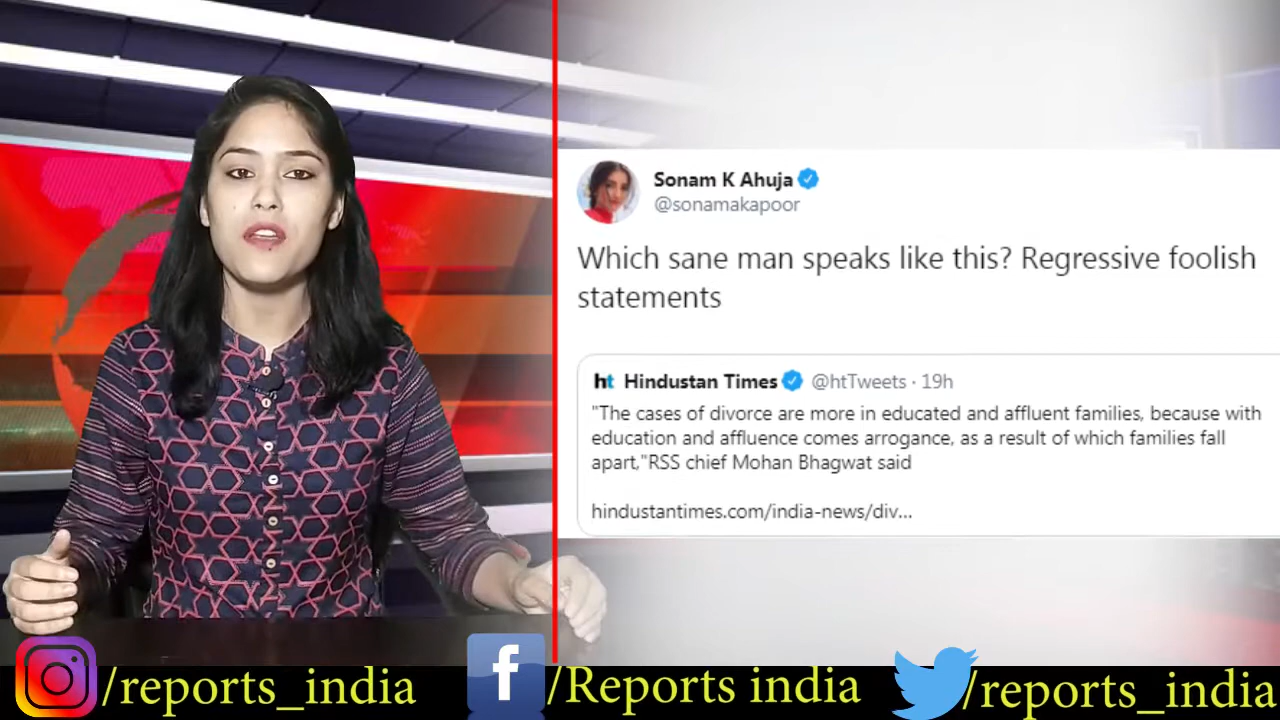 Sonam K Ahuja
@sonamakapoor
Which sane man speaks like this? Regressive foolish
statements
ht Hindustan Times @htTweets · 19h
"The cases of divorce are more in educated and affluent families, because with
education and affluence comes arrogance, as a result of which families fall
apart,"RSS chief Mohan Bhagwat said
hindustantimes.com/india-news/div...
/reports_india
f /Reports india
/reports_india